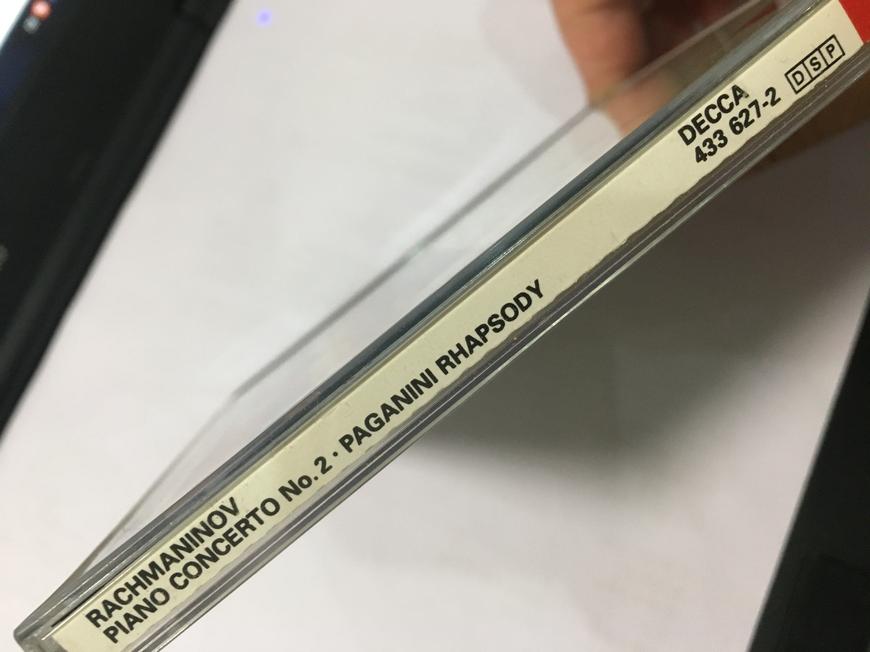 RACHMANINOV
PIANO CONCERTO No. 2 · PAGANINI RHAPSODY
DECCA
433 627-2
DSP